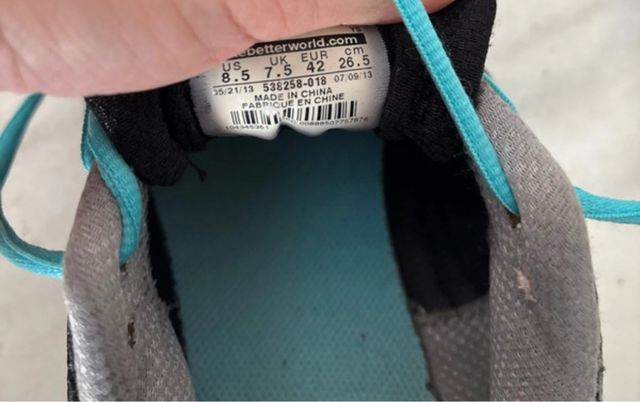 ebetterworld.com
US UK EUR cm
8.5 7.5 42 26.5
05/21/13 538258-018 07/09/13
MADE IN CHINA
FABRIQUE EN CHINE